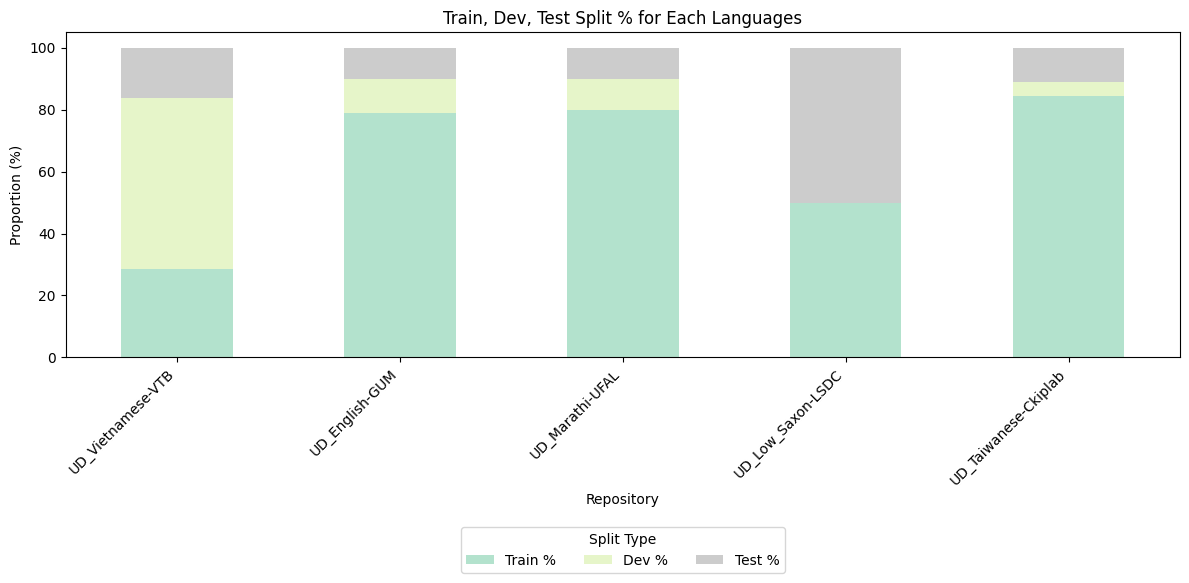 Train, Dev, Test Split % for Each Languages
Proportion (%)
100
80
60
40
20
0
UD_Vietnamese-VTB
UD_English-GUM
UD_Marathi-UFAL
UD_Low_Saxon-LSDC
UD_Taiwanese-Ckiplab
Repository
Split Type
Train %
Dev %
Test %